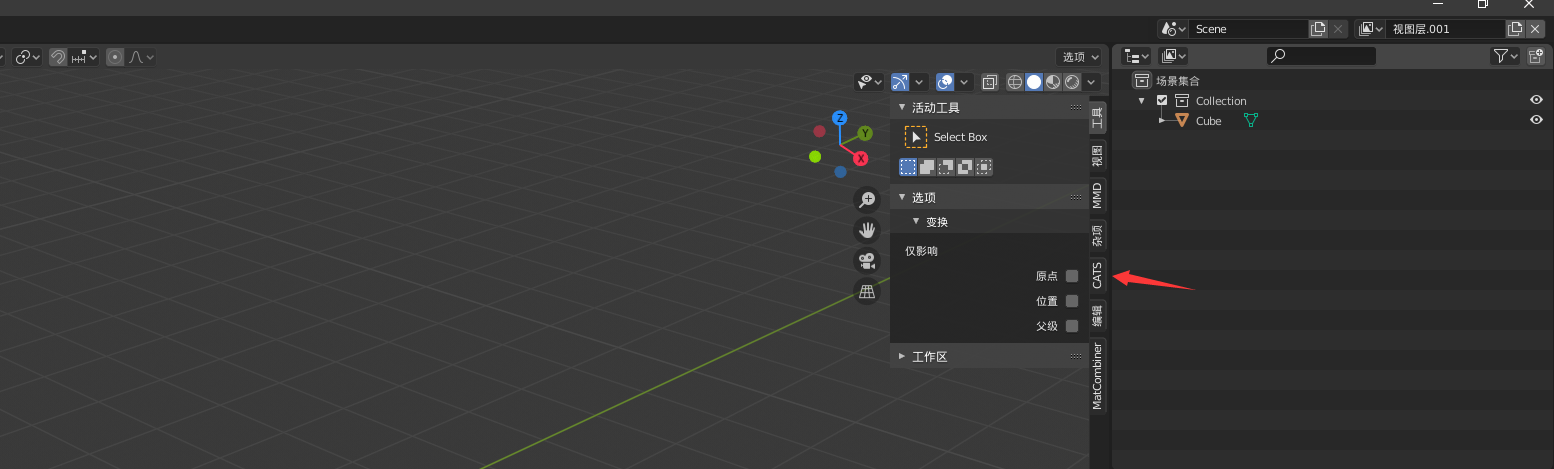 Scene
视图层.001
选项
场景集合
Collection
Cube
Z
Y
X
活动工具
Select Box
选项
变换
仅影响
原点
位置
父级
工作区
工具
视图
MMD
杂项
CATS
编辑
MatCombiner